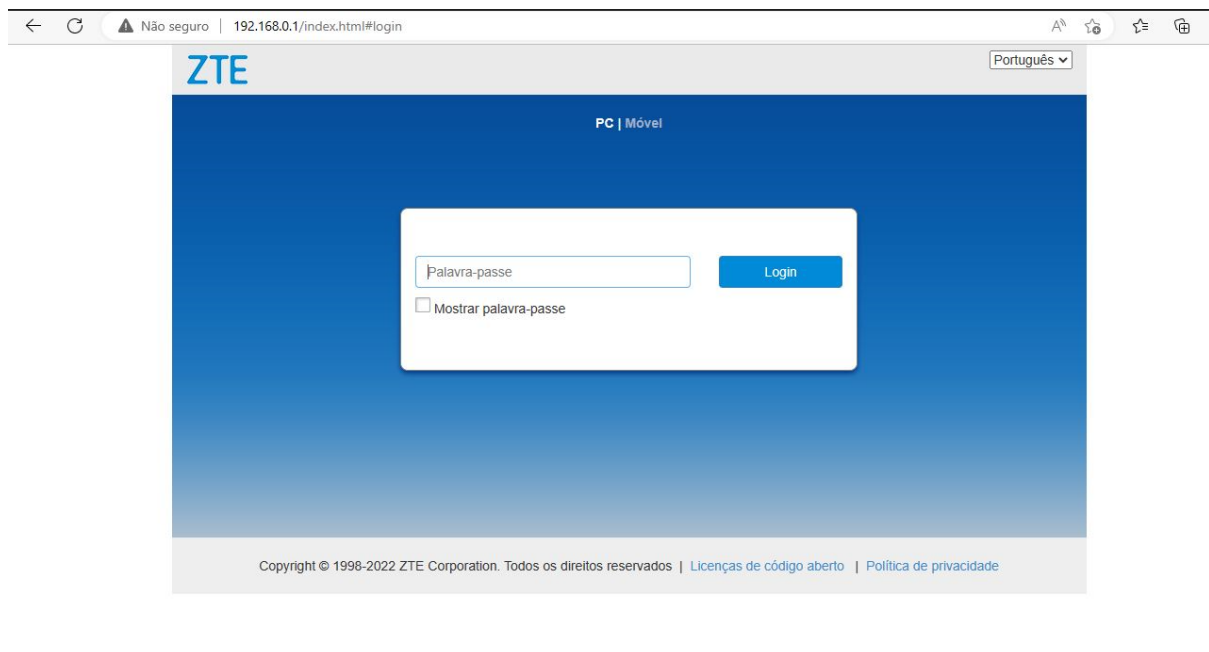 Não seguro | 192.168.0.1/index.html#login
ZTE
Português
PC | Móvel
Palavra-passe
Login
Mostrar palavra-passe
Copyright © 1998-2022 ZTE Corporation. Todos os direitos reservados | Licenças de código aberto | Política de privacidade